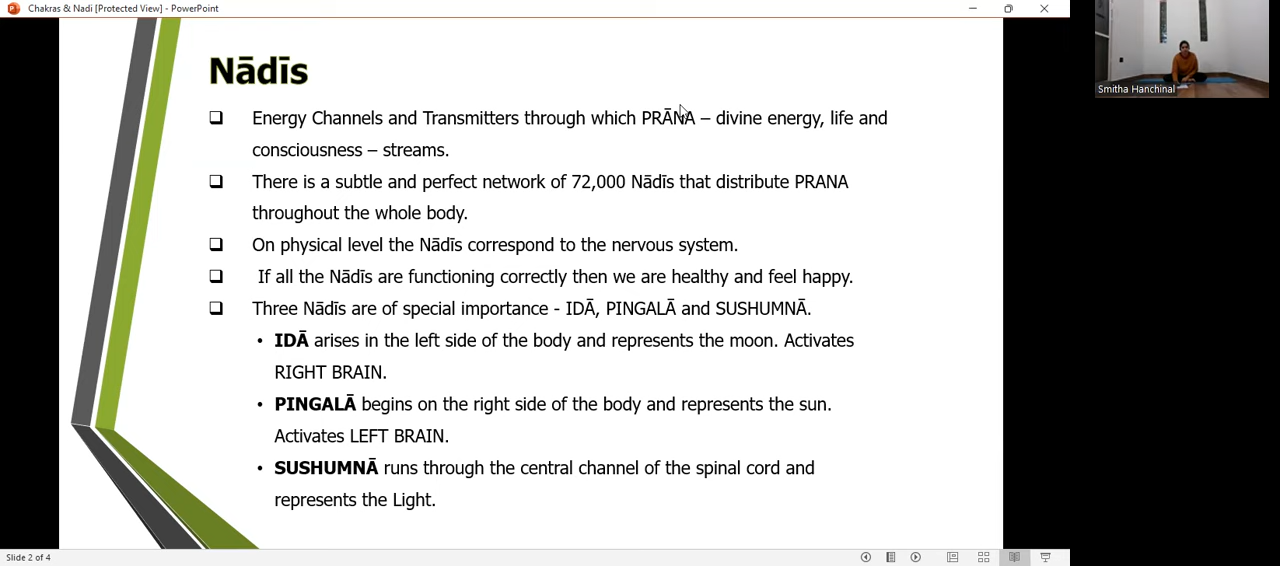 Chakras & Nadi [Protected View] - PowerPoint
Smitha Hanchinal
Nādīs
Energy Channels and Transmitters through which PRĀNA – divine energy, life and
consciousness – streams.
There is a subtle and perfect network of 72,000 Nādīs that distribute PRANA
throughout the whole body.
On physical level the Nādīs correspond to the nervous system.
If all the Nādīs are functioning correctly then we are healthy and feel happy.
Three Nādīs are of special importance - IDĀ, PINGALĀ and SUSHUMNĀ.
• IDĀ arises in the left side of the body and represents the moon. Activates
RIGHT BRAIN.
• PINGALĀ begins on the right side of the body and represents the sun.
Activates LEFT BRAIN.
• SUSHUMNĀ runs through the central channel of the spinal cord and
represents the Light.
Slide 2 of 4